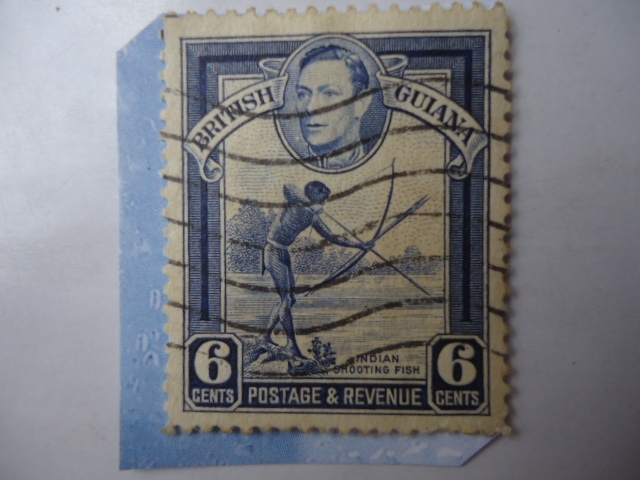 BRITISH GUIANA
INDIAN
SHOOTING FISH
6 CENTS POSTAGE & REVENUE 6 CENTS